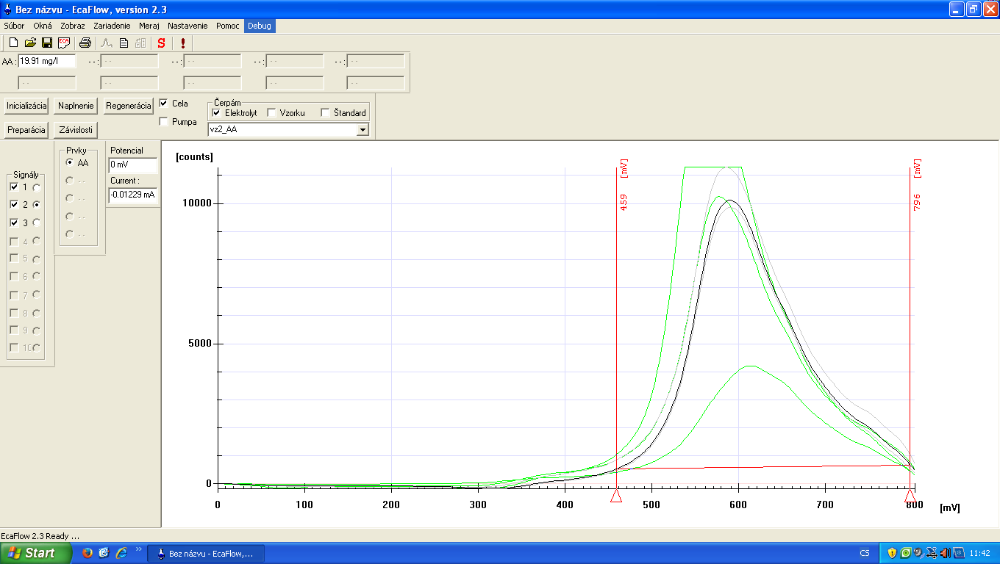 Bez názvu - EcaFlow, version 2.3
Súbor Okná Zobraz Zariadenie Meraj Nastavenie Pomoc Debug
ECA S !
AA : 19.91 mg/l - - : - - - - : - - - - : - - - - : - -
- - - - - - - - - -
Inicializácia Naplnenie Regenerácia Cela Čerpám
Elektrolyt Vzorku Štandard
Pumpa
Preparácia Závislosti vz2_AA
Prvky
AA
- -
- -
- -
- -
Potencial
0 mV
Current :
-0.01229 mA
Signály
1
2
3
4
5
6
7
8
9
10
[counts]
10000
5000
0
459 [mV]
796 [mV]
0 100 200 300 400 500 600 700 800 [mV]
EcaFlow 2.3 Ready ...
Start Bez názvu - EcaFlow,... CS 11:42